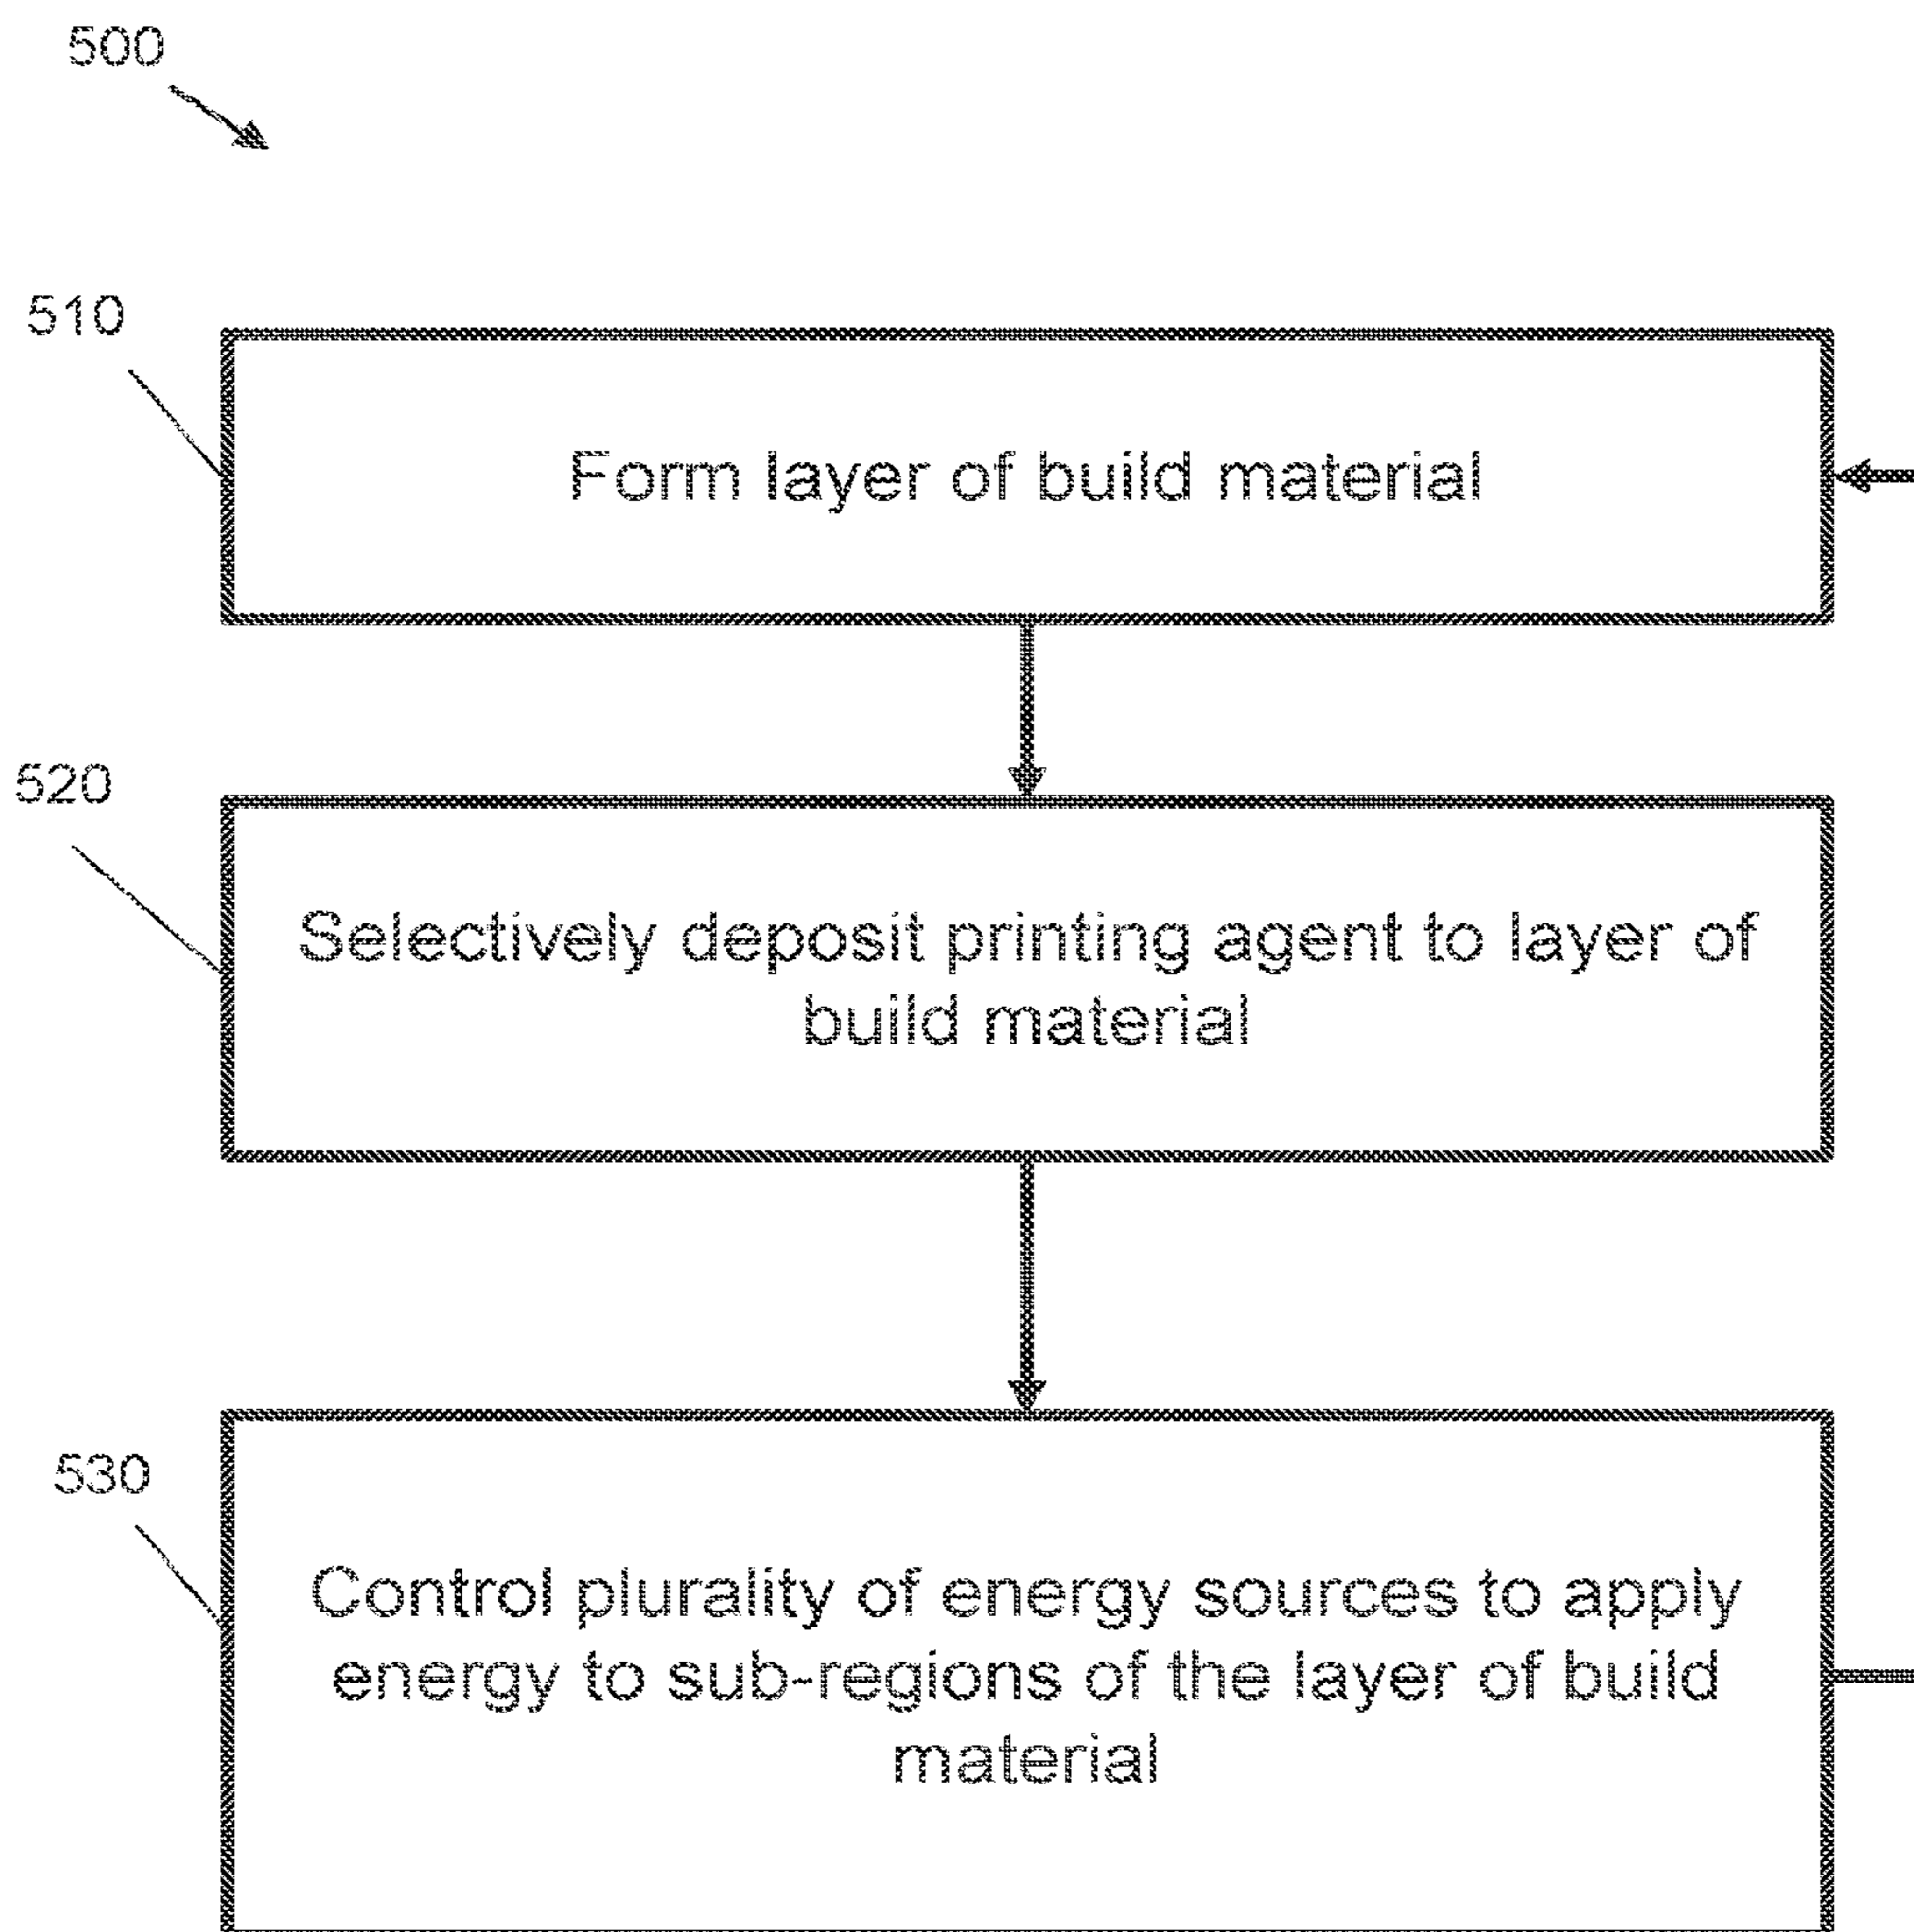 500
510
Form layer of build material
520
Selectively deposit printing agent to layer of
build material
530
Control plurality of energy sources to apply
energy to sub-regions of the layer of build
material